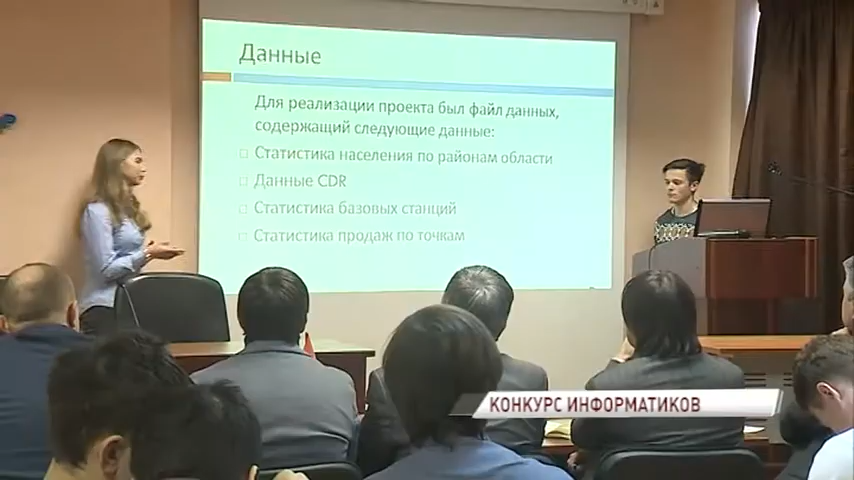 Данные
Для реализации проекта был файл данных,
содержащий следующие данные:
Статистика населения по районам области
Данные CDR
Статистика базовых станций
Статистика продаж по точкам
КОНКУРС ИНФОРМАТИКОВ